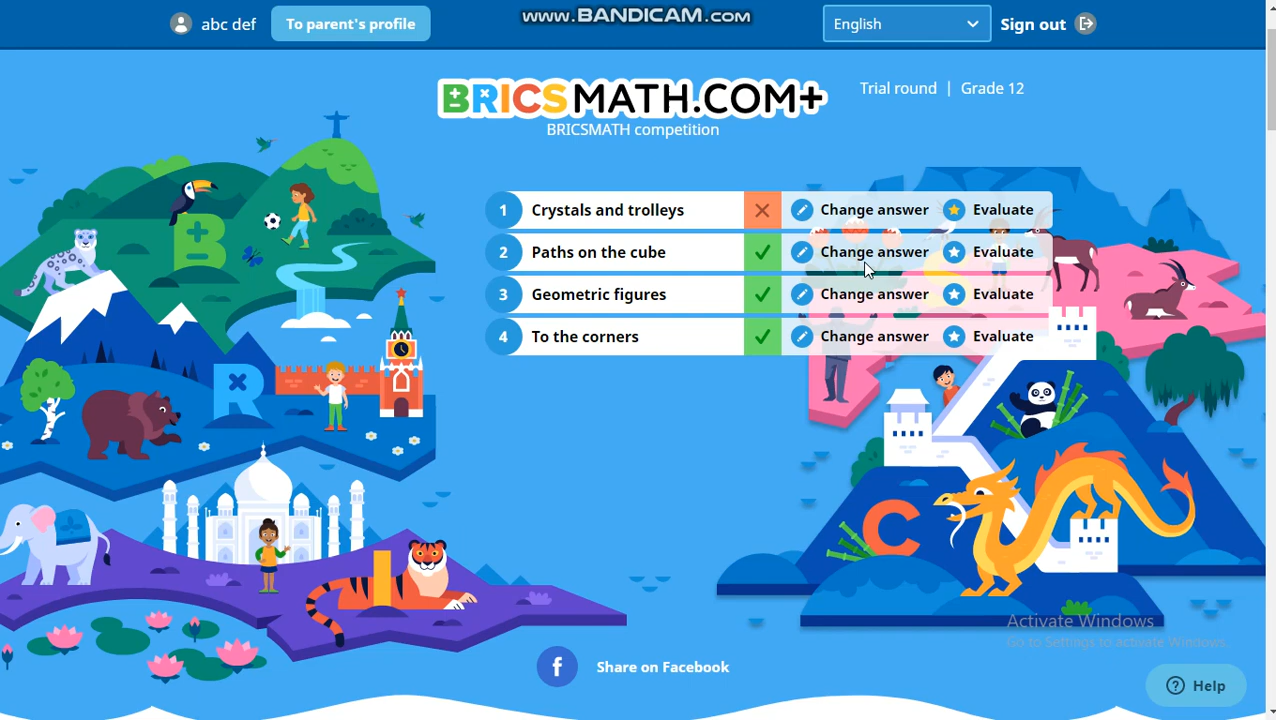 www.BANDICAM.com
abc def
To parent's profile
English
Sign out
BRICSMATH.COM+
Trial round | Grade 12
BRICSMATH competition
1 Crystals and trolleys Change answer Evaluate
2 Paths on the cube Change answer Evaluate
3 Geometric figures Change answer Evaluate
4 To the corners Change answer Evaluate
B
R
I
C
Activate Windows
Go to Settings to activate Windows.
f Share on Facebook
? Help